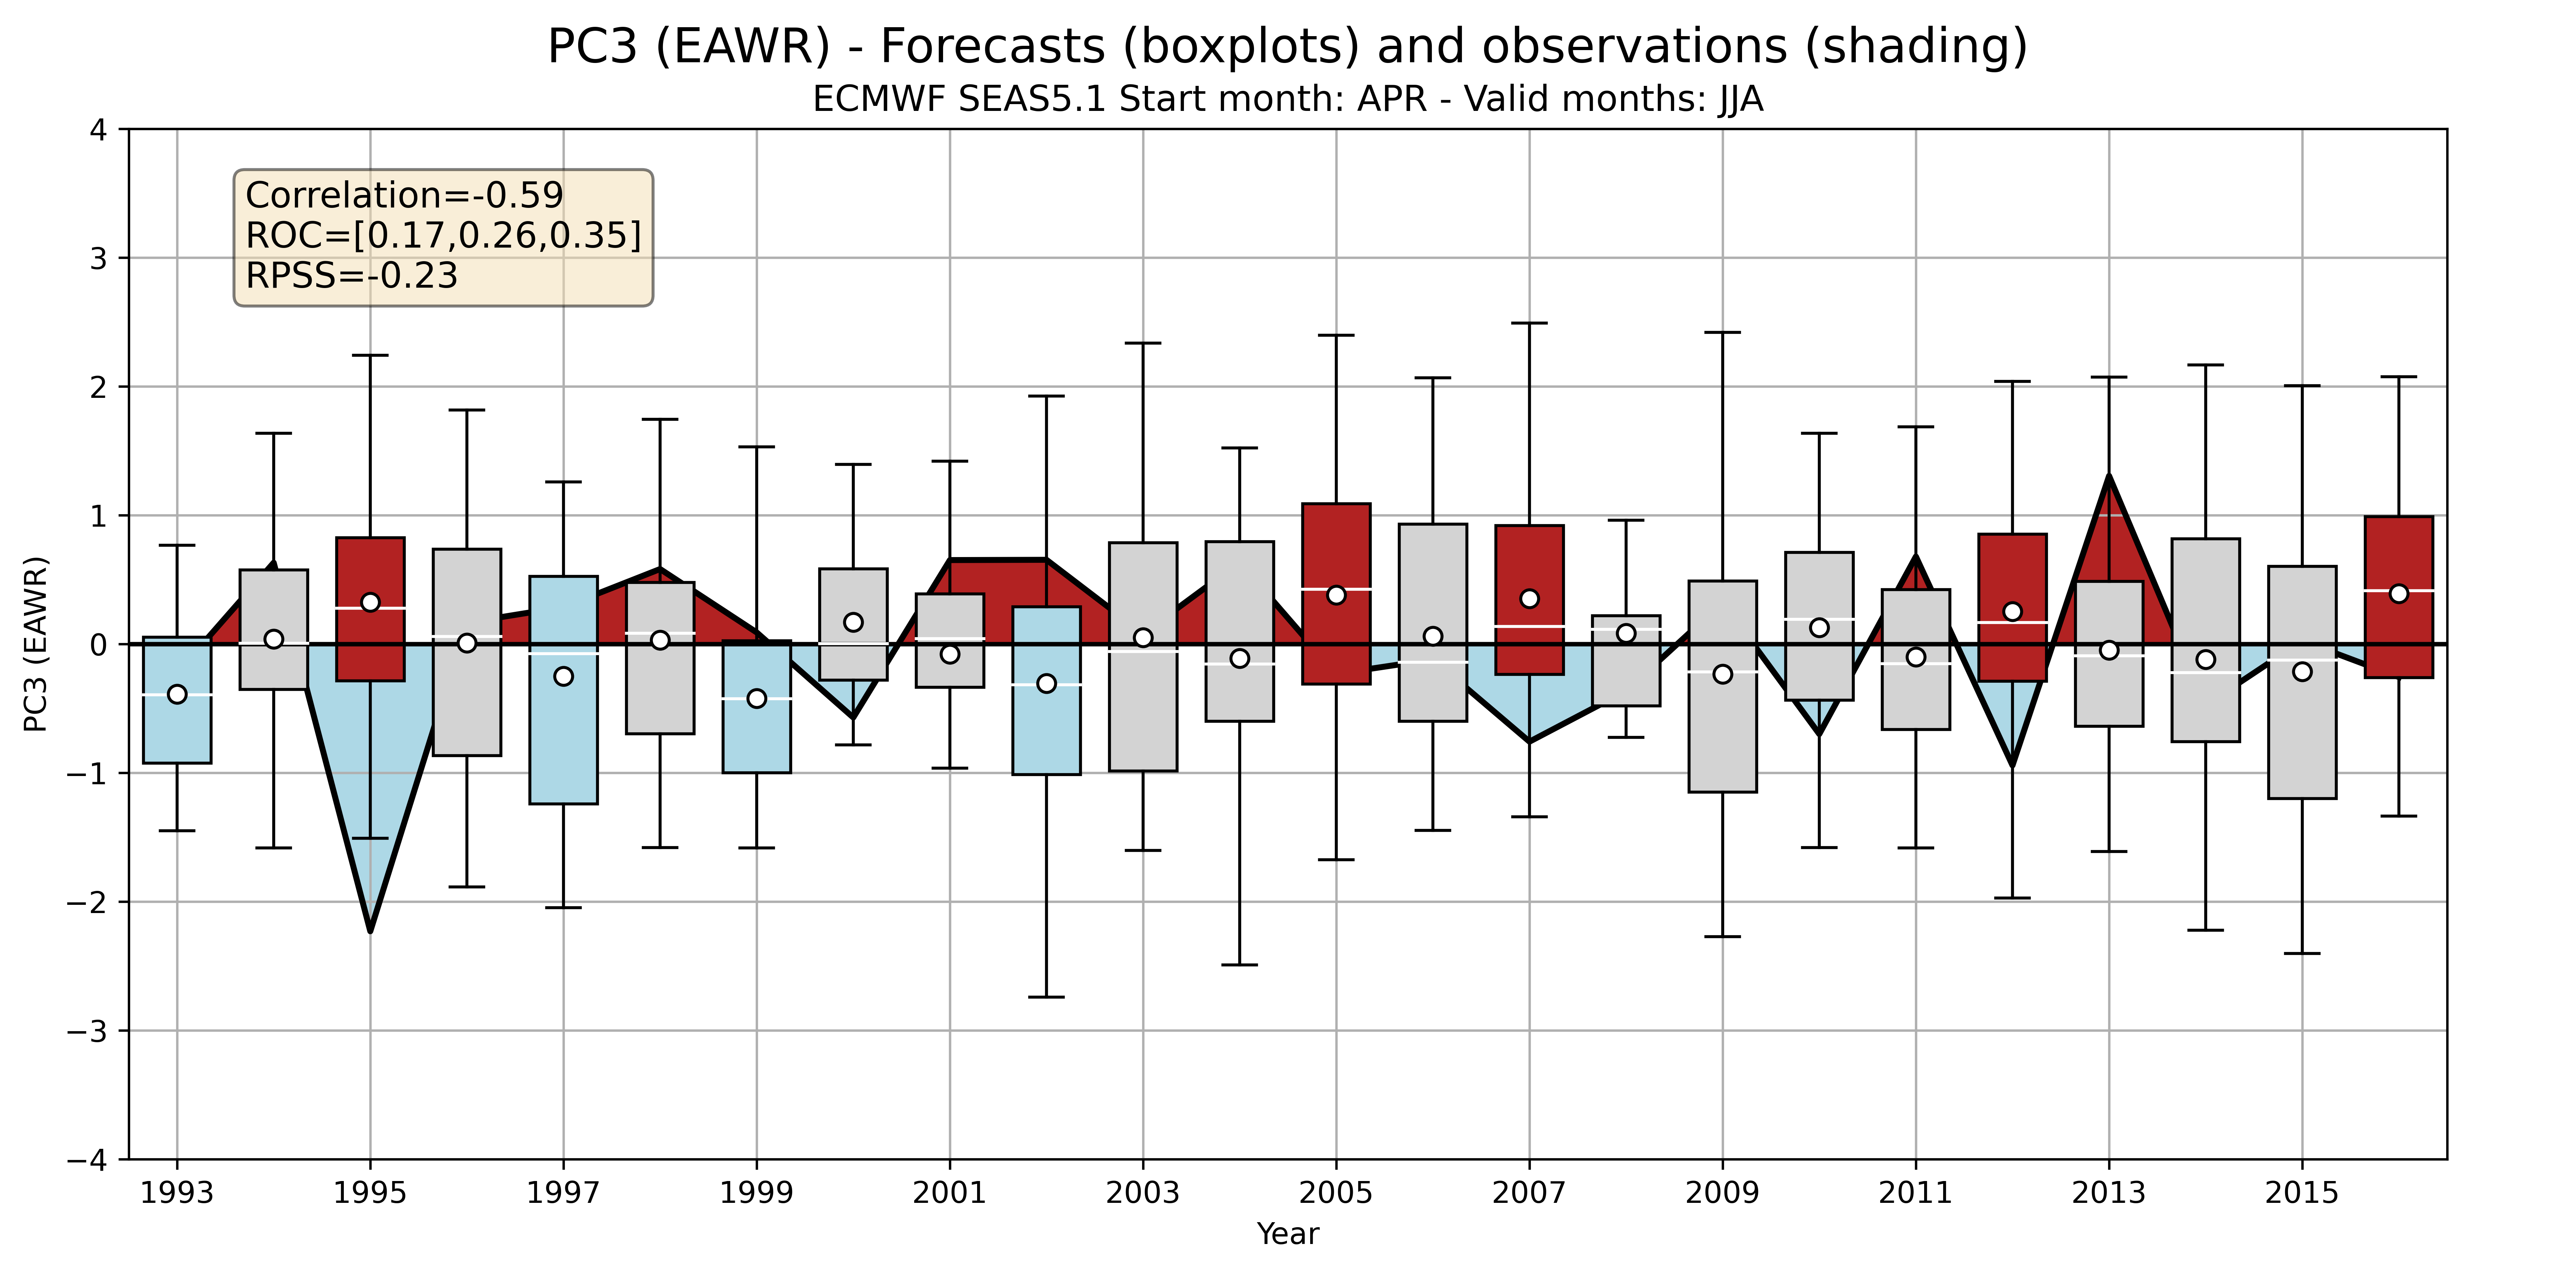 PC3 (EAWR) - Forecasts (boxplots) and observations (shading)
ECMWF SEAS5.1 Start month: APR - Valid months: JJA
Correlation=-0.59
ROC=[0.17,0.26,0.35]
RPSS=-0.23
PC3 (EAWR)
4
3
2
1
0
−1
−2
−3
−4
1993 1995 1997 1999 2001 2003 2005 2007 2009 2011 2013 2015
Year